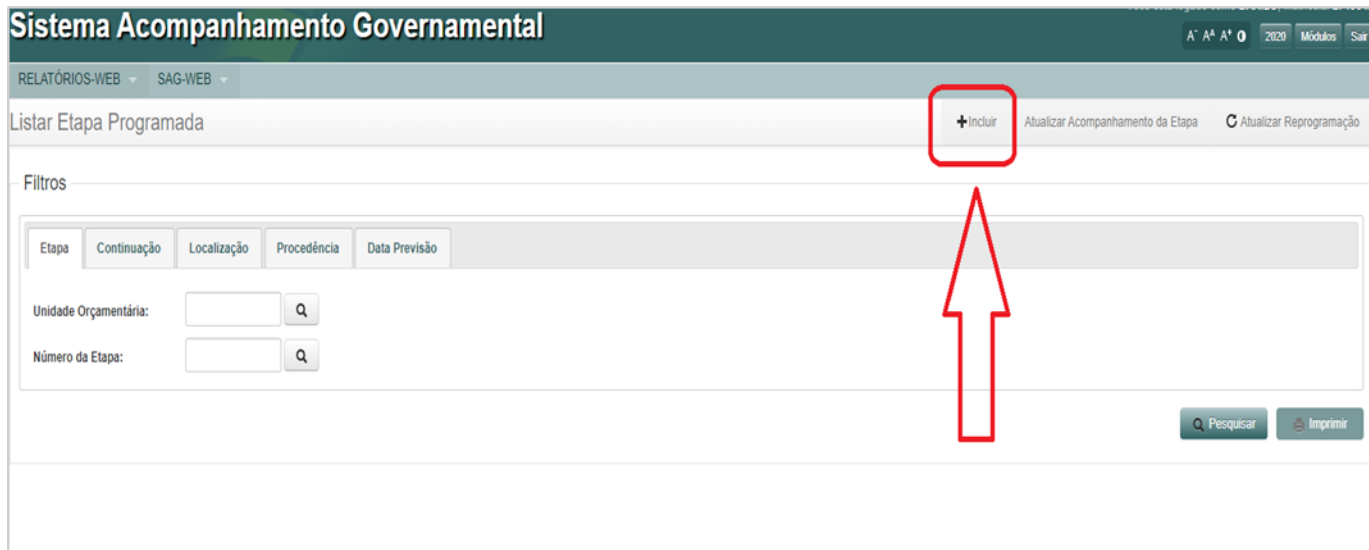 Sistema Acompanhamento Governamental
A- AA A+ 2020 Módulos Sair
RELATÓRIOS-WEB SAG-WEB
Listar Etapa Programada
Incluir Atualizar Acompanhamento da Etapa Atualizar Reprogramação
Filtros
Etapa Continuação Localização Procedência Data Previsão
Unidade Orçamentária:
Número da Etapa:
Pesquisar Imprimir